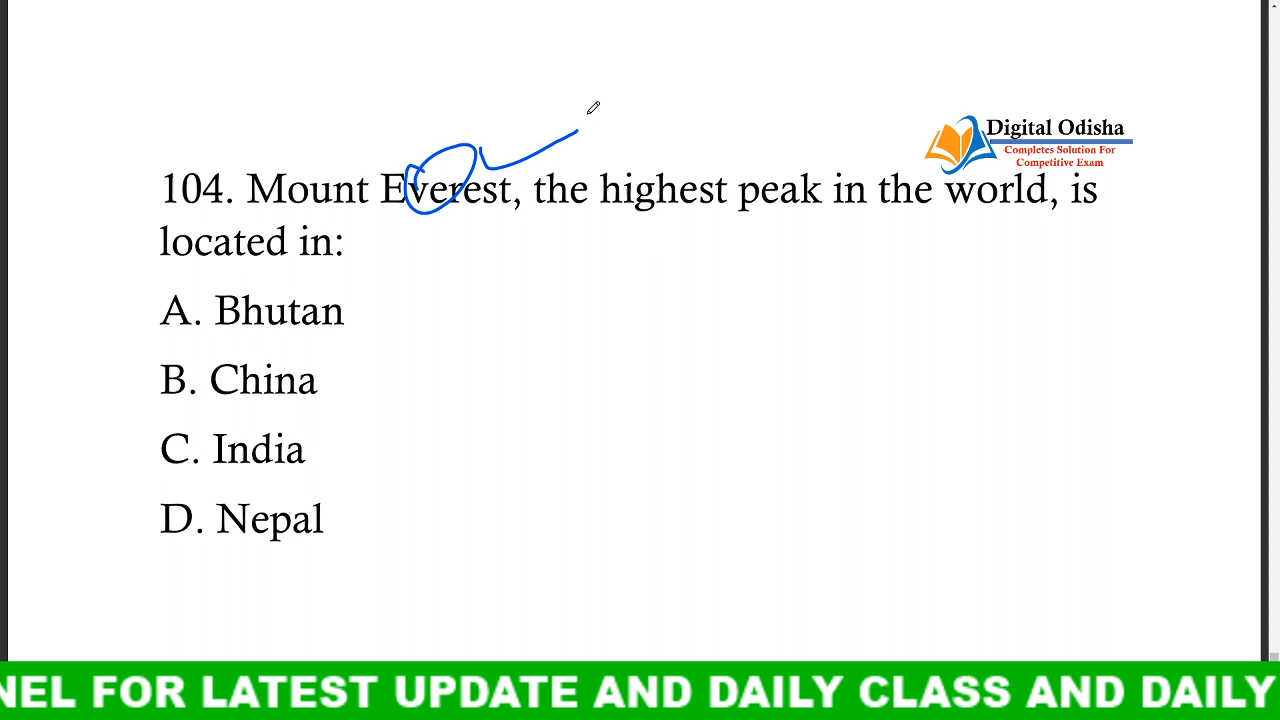 Digital Odisha
Completes Solution For
Competitive Exam
104. Mount Everest, the highest peak in the world, is
located in:
A. Bhutan
B. China
C. India
D. Nepal
NEL FOR LATEST UPDATE AND DAILY CLASS AND DAILY